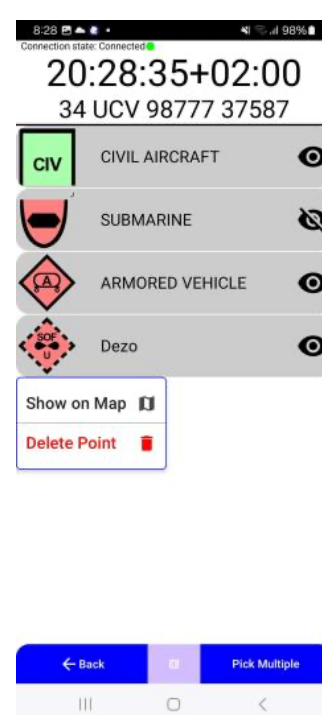 8:28 98%
Connection state: Connected
20:28:35+02:00
34 UCV 98777 37587
CIV CIVIL AIRCRAFT
SUBMARINE
A ARMORED VEHICLE
SOF
U Dezo
Show on Map
Delete Point
Back Pick Multiple